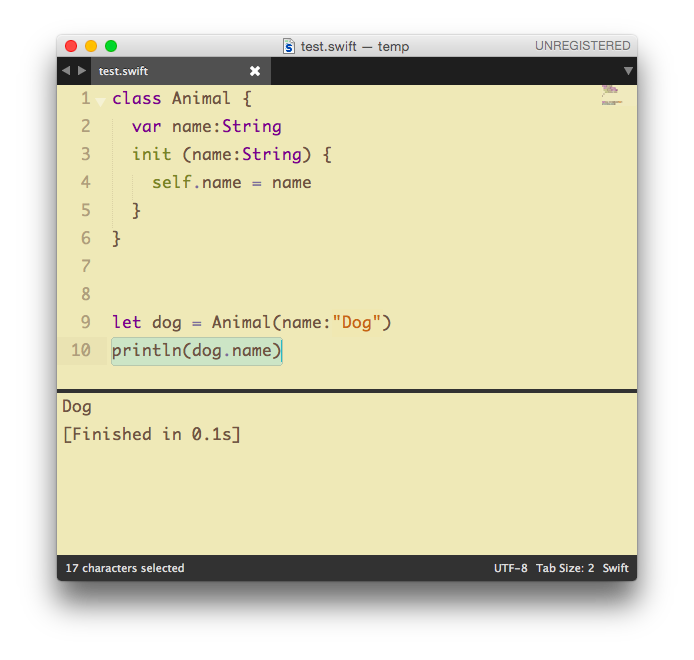 test.swift — temp
UNREGISTERED
test.swift
1 class Animal {
2 var name:String
3 init (name:String) {
4 self.name = name
5 }
6 }
7
8
9 let dog = Animal(name:"Dog")
10 println(dog.name)
Dog
[Finished in 0.1s]
17 characters selected
UTF-8 Tab Size: 2 Swift